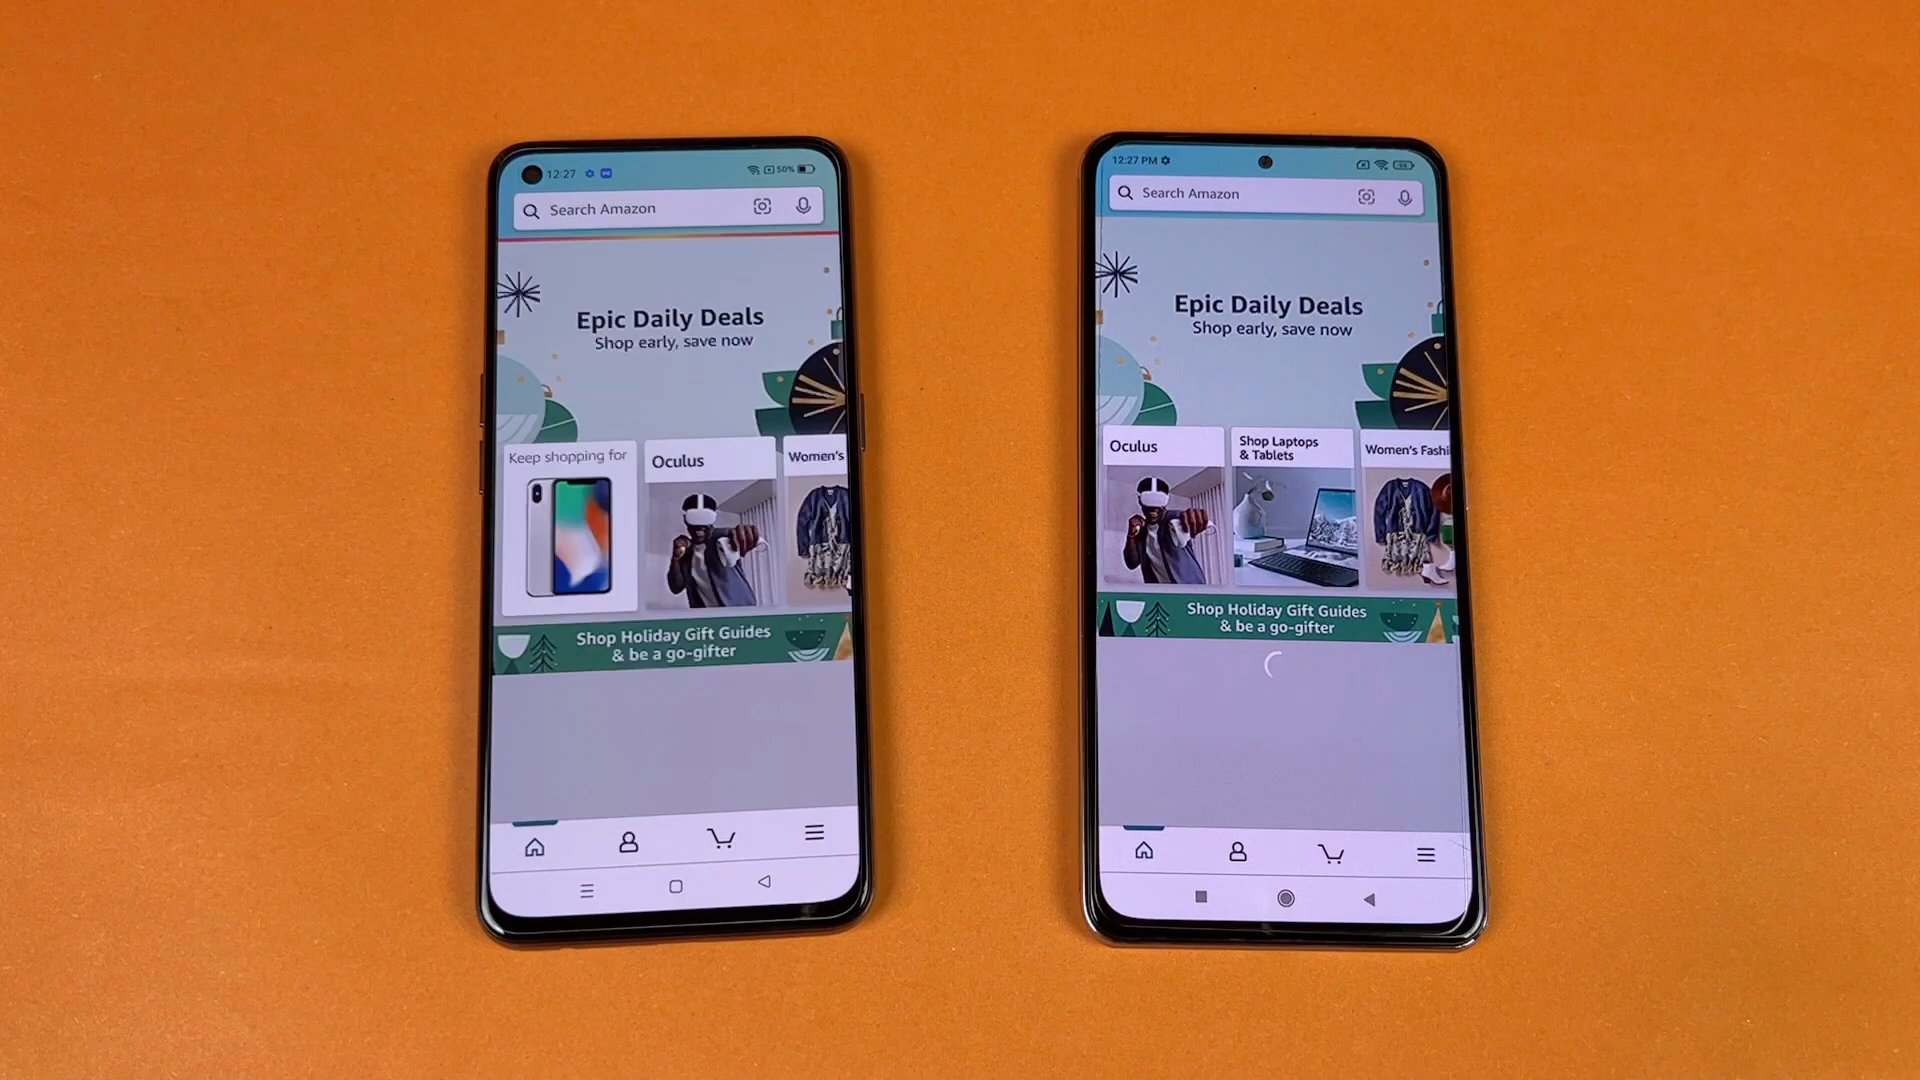 12:27
50%
Search Amazon
Epic Daily Deals
Shop early, save now
Keep shopping for
Oculus
Women's
Shop Holiday Gift Guides
& be a go-gifter
12:27 PM
Search Amazon
Epic Daily Deals
Shop early, save now
Oculus
Shop Laptops
& Tablets
Women's Fashi
Shop Holiday Gift Guides
& be a go-gifter